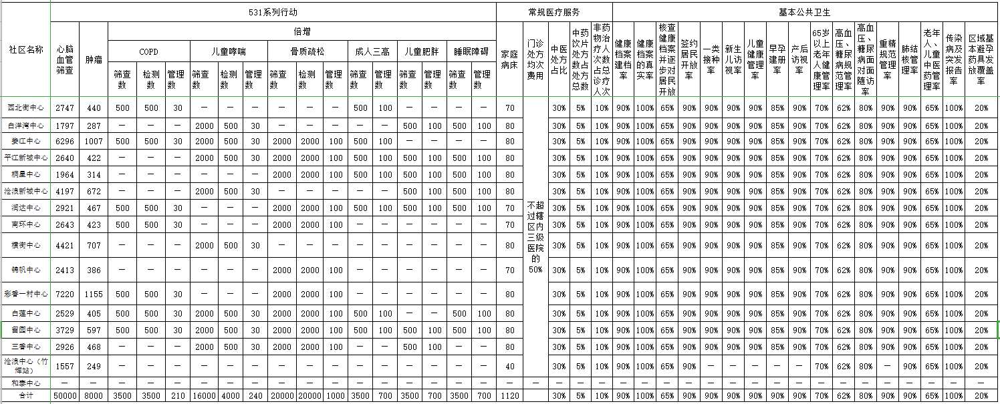 社区名称 531系列行动 常规医疗服务 基本公共卫生
心脑血管筛查 肿瘤 倍增 家庭病床 门诊处方均次费用 中医处方占比 中药饮片处方数占处方总数 非药物治疗人次数占总诊疗人次 健康档案建档率 健康档案的真实率 核查健康档案并逐步对居民开放 签约居民开放率 一类接种率 新生儿访视率 儿童健康管理率 早孕建册率 产后访视率 65岁以上老年人健康管理率 高血压、糖尿病规范管理率 高血压、糖尿病面对面随访率 重精规范管理率 肺结核管理率 老年人、儿童中医药管理率 传染病及突发报告率 区域基本避孕药具发放覆盖率
COPD 儿童哮喘 骨质疏松 成人三高 儿童肥胖 睡眠障碍
筛查数 检测数 管理数 筛查数 检测数 管理数 筛查数 检测数 管理数 筛查数 管理数 筛查数 管理数 筛查数 管理数
西北街中心 2747 440 500 500 30 — — — — — — 500 100 — — — — 70 30% 5% 10% 90% 100% 65% 90% 90% 90% 90% 85% 90% 70% 62% 80% 90% 90% 65% 100% 20%
白洋湾中心 1797 287 — — — 2000 500 30 — — — — — 500 100 500 100 80 30% 5% 10% 90% 100% 65% 90% 90% 90% 90% 85% 90% 70% 62% 80% 90% 90% 65% 100% 20%
娄江中心 6296 1007 500 500 30 2000 500 30 2000 2000 100 500 100 — — — — 80 30% 5% 10% 90% 100% 65% 90% 90% 90% 90% 85% 90% 70% 62% 80% 90% 90% 65% 100% 20%
平江新城中心 2640 422 — — — 2000 500 30 2000 2000 100 500 100 500 100 500 100 80 30% 5% 10% 90% 100% 65% 90% 90% 90% 90% 85% 90% 70% 62% 80% 90% 90% 65% 100% 20%
桐星中心 1964 314 — — — — — — 2000 2000 100 500 100 500 100 500 100 80 30% 5% 10% 90% 100% 65% 90% 90% 90% 90% 85% 90% 70% 62% 80% 90% 90% 65% 100% 20%
沧浪新城中心 4197 672 — — — 2000 500 30 — — — — — 500 100 500 100 80 30% 5% 10% 90% 100% 65% 90% 90% 90% 90% 85% 90% 70% 62% 80% 90% 90% 65% 100% 20%
润达中心 2921 467 500 500 30 — — — 2000 2000 100 500 100 500 100 500 100 70 不超过辖区内三级医院的50% 30% 5% 10% 90% 100% 65% 90% 90% 90% 90% 85% 90% 70% 62% 80% 90% 90% 65% 100% 20%
南环中心 2643 423 500 500 30 — — — 2000 2000 100 — — — — — — 70 30% 5% 10% 90% 100% 65% 90% 90% 90% 90% 85% 90% 70% 62% 80% 90% 90% 65% 100% 20%
横街中心 4421 707 — — — 2000 500 30 — — — — — — — — — 80 30% 5% 10% 90% 100% 65% 90% 90% 90% 90% 85% 90% 70% 62% 80% 90% 90% 65% 100% 20%
锦帆中心 2413 386 — — — — — — 2000 2000 100 — — — — — — 70 30% 5% 10% 90% 100% 65% 90% 90% 90% 90% 85% 90% 70% 62% 80% 90% 90% 65% 100% 20%
彩香一村中心 7220 1155 500 500 30 — — — 2000 2000 100 — — — — — — 80 30% 5% 10% 90% 100% 65% 90% 90% 90% 90% 85% 90% 70% 62% 80% 90% 90% 65% 100% 20%
白莲中心 2529 405 500 500 30 2000 500 30 2000 2000 100 500 100 — — 500 100 80 30% 5% 10% 90% 100% 65% 90% 90% 90% 90% 85% 90% 70% 62% 80% 90% 90% 65% 100% 20%
留园中心 3729 597 500 500 30 2000 500 30 2000 2000 100 500 100 500 100 500 100 80 30% 5% 10% 90% 100% 65% 90% 90% 90% 90% 85% 90% 70% 62% 80% 90% 90% 65% 100% 20%
三香中心 2926 468 — — — 2000 500 30 2000 2000 100 — — 500 100 — — 80 30% 5% 10% 90% 100% 65% 90% 90% 90% 90% 85% 90% 70% 62% 80% 90% 90% 65% 100% 20%
沧浪中心（竹辉站） 1557 249 — — — — — — — — — — — — — — — 40 30% 5% 10% 90% 100% 65% 90% — — — — — 70% 62% 80% — 90% 65% 100% 20%
和泰中心 — — — — — — — — — — — — — — — — — — — — — — — — — — — — — — — — — — — — — — —
合计 50000 8000 3500 3500 210 16000 4000 240 20000 20000 1000 3500 700 3500 700 3500 700 1120 30% 5% 10% 90% 100% 65% 90% 90% 90% 90% 85% 90% 70% 62% 80% 90% 90% 65% 100% 20%